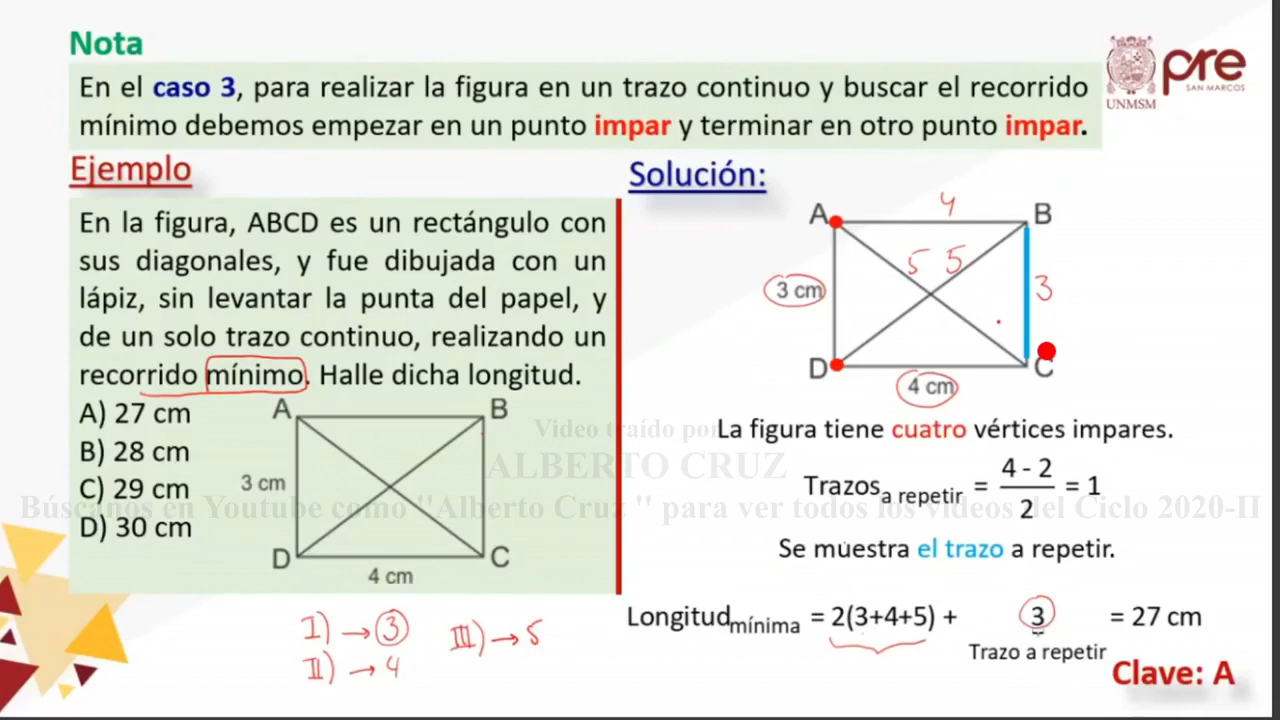 Nota
En el caso 3, para realizar la figura en un trazo continuo y buscar el recorrido
mínimo debemos empezar en un punto impar y terminar en otro punto impar.
UNMSM
pre
SAN MARCOS
Ejemplo
En la figura, ABCD es un rectángulo con
sus diagonales, y fue dibujada con un
lápiz, sin levantar la punta del papel, y
de un solo trazo continuo, realizando un
recorrido mínimo. Halle dicha longitud.
A) 27 cm
B) 28 cm
C) 29 cm
D) 30 cm
A
B
3 cm
D
C
4 cm
I) → 3
II) → 4
III) → 5
Solución:
A
4
B
5 5
3 cm
3
D
C
4 cm
La figura tiene cuatro vértices impares.
Trazos a repetir = 4 - 2 / 2 = 1
Se muestra el trazo a repetir.
Longitud mínima = 2(3+4+5) + 3 = 27 cm
Trazo a repetir
Clave: A
Video traído por
ALBERTO CRUZ
Búscanos en Youtube como "Alberto Cruz " para ver todos los videos del Ciclo 2020-II